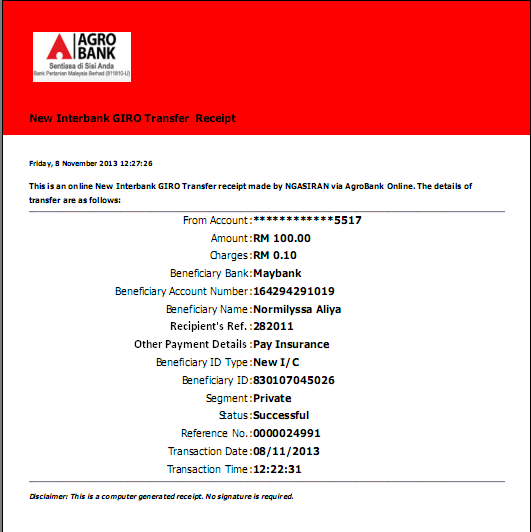 AGRO
BANK
Sentiasa di Sisi Anda
Bank Pertanian Malaysia Berhad (811810-U)
New Interbank GIRO Transfer Receipt
Friday, 8 November 2013 12:27:26
This is an online New Interbank GIRO Transfer receipt made by NGASIRAN via AgroBank Online. The details of
transfer are as follows:
From Account:************5517
Amount:RM 100.00
Charges:RM 0.10
Beneficiary Bank:Maybank
Beneficiary Account Number:164294291019
Beneficiary Name:Normilyssa Aliya
Recipient's Ref.:282011
Other Payment Details:Pay Insurance
Beneficiary ID Type:New I/C
Beneficiary ID:830107045026
Segment:Private
Status:Successful
Reference No.:0000024991
Transaction Date:08/11/2013
Transaction Time:12:22:31
Disclaimer: This is a computer generated receipt. No signature is required.